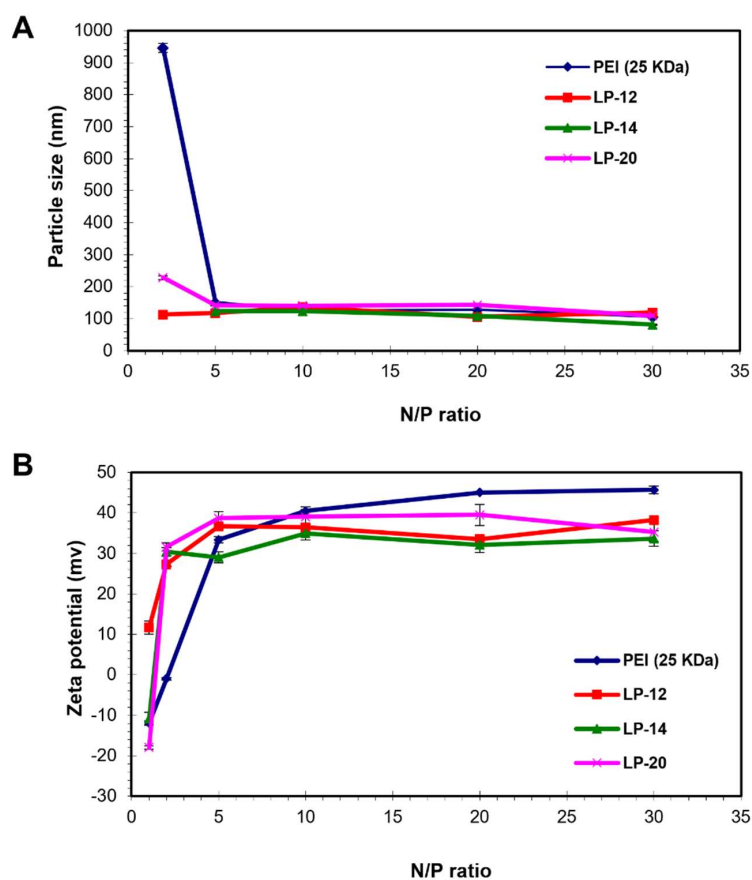 A
1000
900
800
700
600
500
400
300
200
100
0
Particle size (nm)
PEI (25 KDa)
LP-12
LP-14
LP-20
0 5 10 15 20 25 30 35
N/P ratio
B
50
40
30
20
10
0
-10
-20
-30
Zeta potential (mv)
PEI (25 KDa)
LP-12
LP-14
LP-20
0 5 10 15 20 25 30 35
N/P ratio